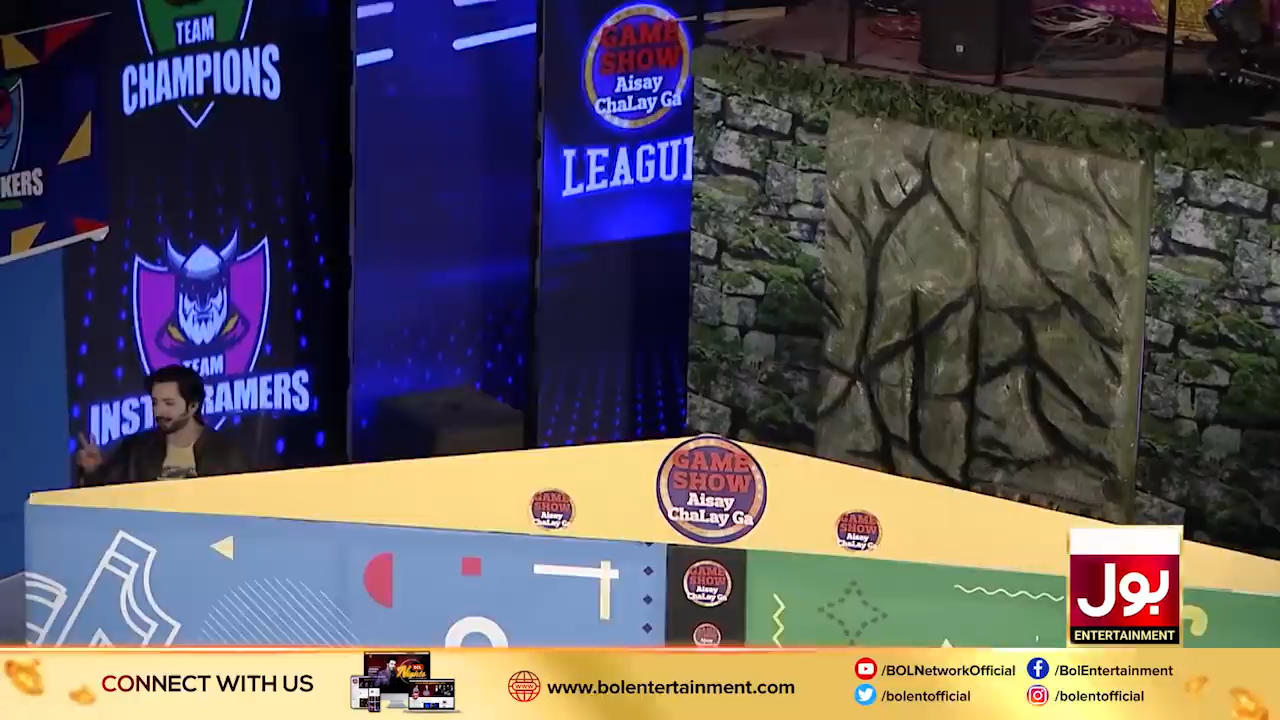 TEAM
CHAMPIONS
KERS
GAME
SHOW
Aisay
ChaLay Ga
LEAGU
TEAM
INST RAMERS
GAME
SHOW
Aisay
ChaLay Ga
GAME
SHOW
Aisay
ChaLay Ga
GAME
SHOW
Aisay
ChaLay Ga
GAME
SHOW
Aisay
ChaLay Ga
بول
ENTERTAINMENT
CONNECT WITH US
www.bolentertainment.com
/BOLNetworkOfficial
/BolEntertainment
/bolentofficial
/bolentofficial